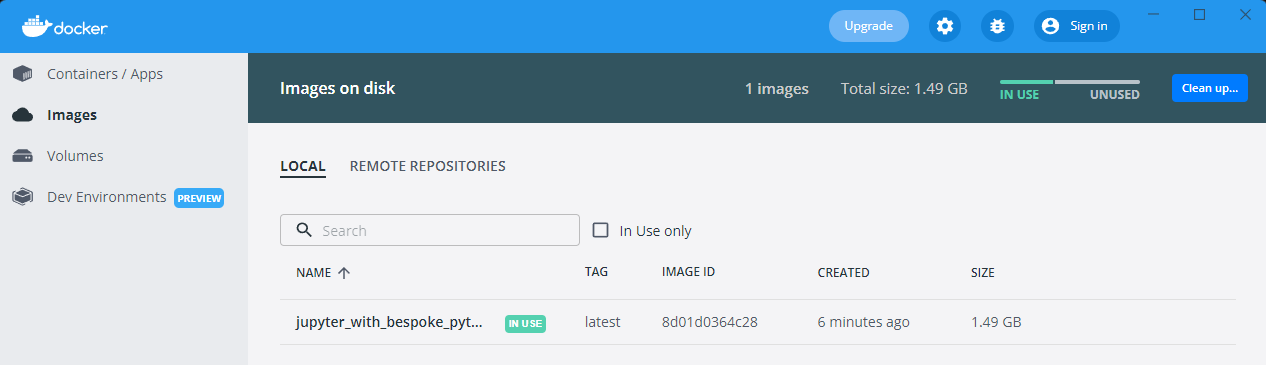 docker
Upgrade
Sign in
Containers / Apps
Images
Volumes
Dev Environments PREVIEW
Images on disk
1 images
Total size: 1.49 GB
IN USE
UNUSED
Clean up...
LOCAL REMOTE REPOSITORIES
Search
In Use only
NAME TAG IMAGE ID CREATED SIZE
jupyter_with_bespoke_pyt... IN USE latest 8d01d0364c28 6 minutes ago 1.49 GB